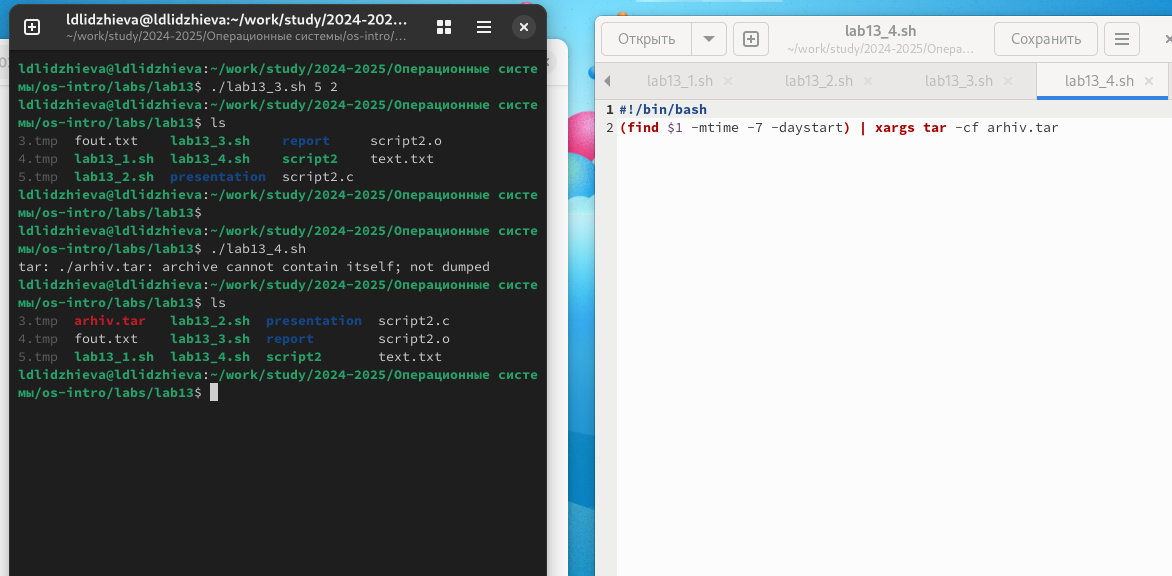 ldlidzhieva@ldlidzhieva:~/work/study/2024-202...
~/work/study/2024-2025/Операционные системы/os-intro/...
ldlidzhieva@ldlidzhieva:~/work/study/2024-2025/Операционные систе
мы/os-intro/labs/lab13$ ./lab13_3.sh 5 2
ldlidzhieva@ldlidzhieva:~/work/study/2024-2025/Операционные систе
мы/os-intro/labs/lab13$ ls
3.tmp fout.txt lab13_3.sh report script2.o
4.tmp lab13_1.sh lab13_4.sh script2 text.txt
5.tmp lab13_2.sh presentation script2.c
ldlidzhieva@ldlidzhieva:~/work/study/2024-2025/Операционные систе
мы/os-intro/labs/lab13$
ldlidzhieva@ldlidzhieva:~/work/study/2024-2025/Операционные систе
мы/os-intro/labs/lab13$ ./lab13_4.sh
tar: ./arhiv.tar: archive cannot contain itself; not dumped
ldlidzhieva@ldlidzhieva:~/work/study/2024-2025/Операционные систе
мы/os-intro/labs/lab13$ ls
3.tmp arhiv.tar lab13_2.sh presentation script2.c
4.tmp fout.txt lab13_3.sh report script2.o
5.tmp lab13_1.sh lab13_4.sh script2 text.txt
ldlidzhieva@ldlidzhieva:~/work/study/2024-2025/Операционные систе
мы/os-intro/labs/lab13$
Открыть
lab13_4.sh
~/work/study/2024-2025/Опера...
Сохранить
lab13_1.sh lab13_2.sh lab13_3.sh lab13_4.sh
1 #!/bin/bash
2 (find $1 -mtime -7 -daystart) | xargs tar -cf arhiv.tar